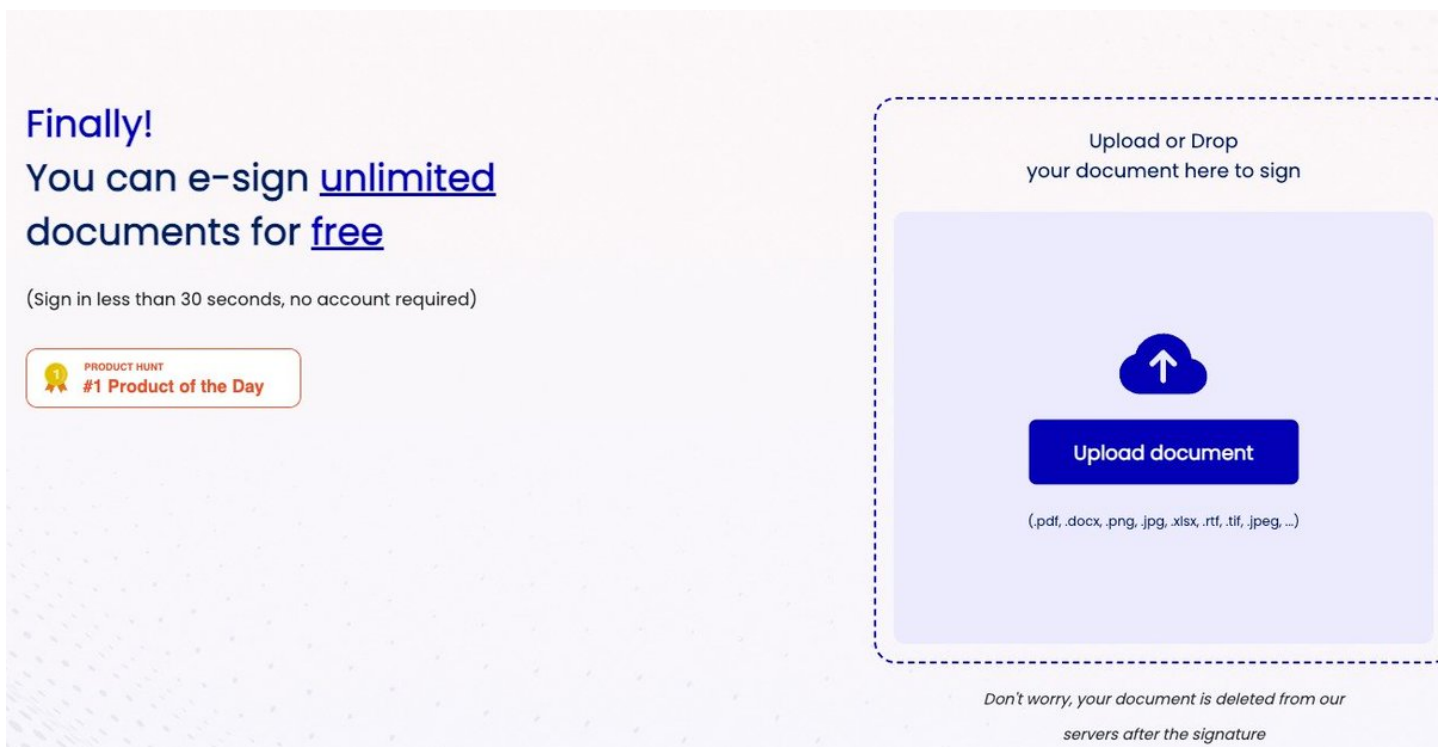 Finally!
You can e-sign unlimited
documents for free
(Sign in less than 30 seconds, no account required)
1
PRODUCT HUNT
#1 Product of the Day
Upload or Drop
your document here to sign
Upload document
(.pdf, .docx, .png, .jpg, .xlsx, .rtf, .tif, .jpeg, ...)
Don't worry, your document is deleted from our
servers after the signature